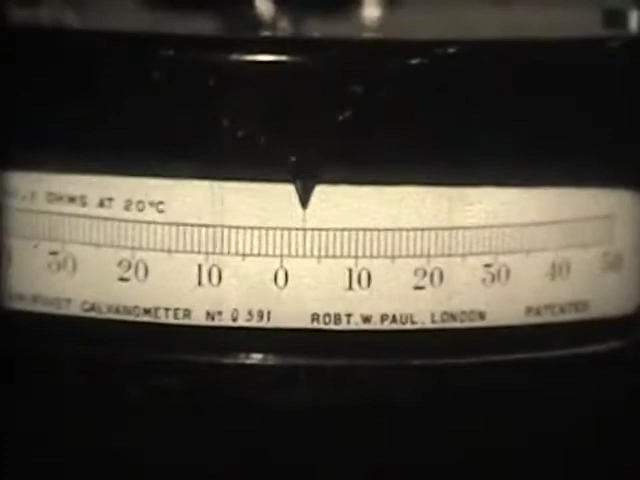 OHMS AT 20°C
30 20 10 0 10 20 30 40 50
GALVANOMETER Nº Q 591 ROBT. W. PAUL. LONDON PATENTED